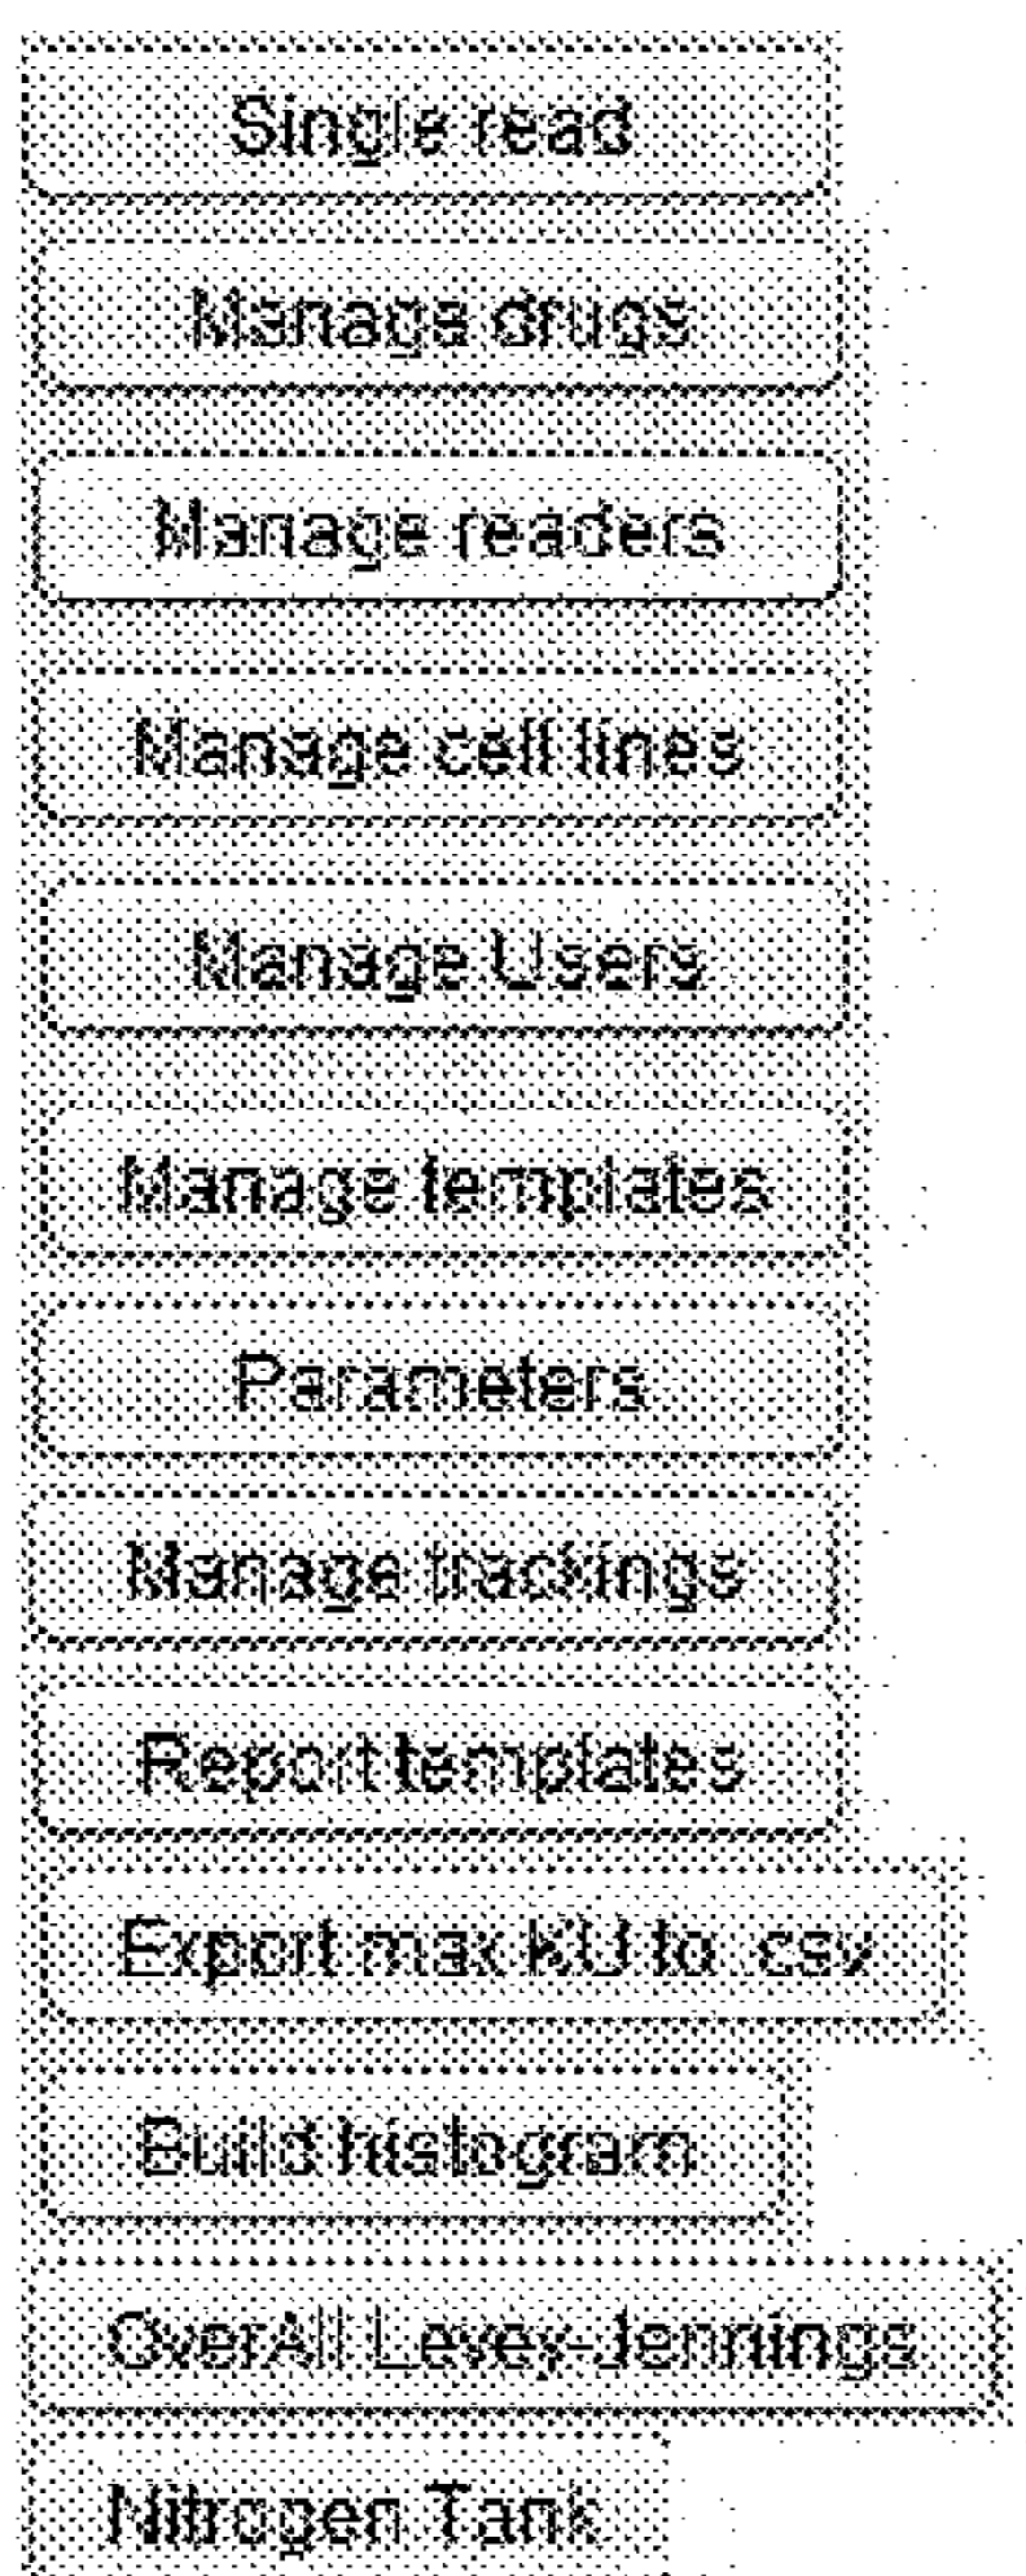 Single read
Manage drugs
Manage readers
Manage cell lines
Manage Users
Manage templates
Parameters
Manage trackings
Report templates
Export max KU to .csv
Build histogram
OverAll Levey-Jennings
Nitrogen Tank